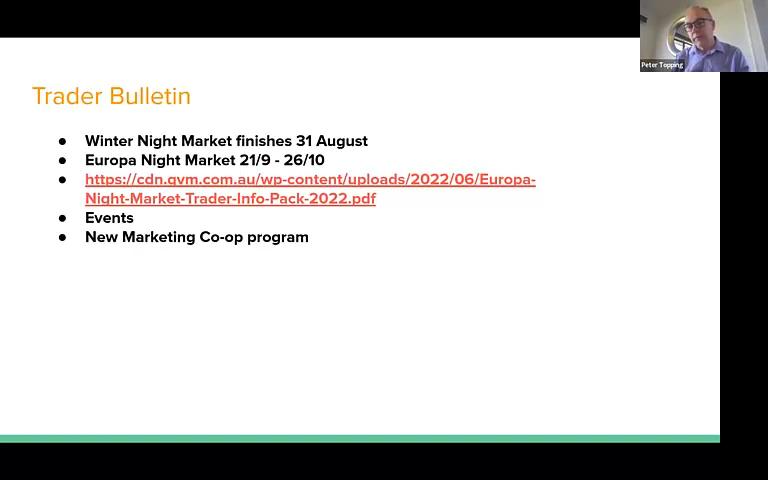 Peter Topping
Trader Bulletin
● Winter Night Market finishes 31 August
● Europa Night Market 21/9 - 26/10
● https://cdn.qvm.com.au/wp-content/uploads/2022/06/Europa-
Night-Market-Trader-Info-Pack-2022.pdf
● Events
● New Marketing Co-op program